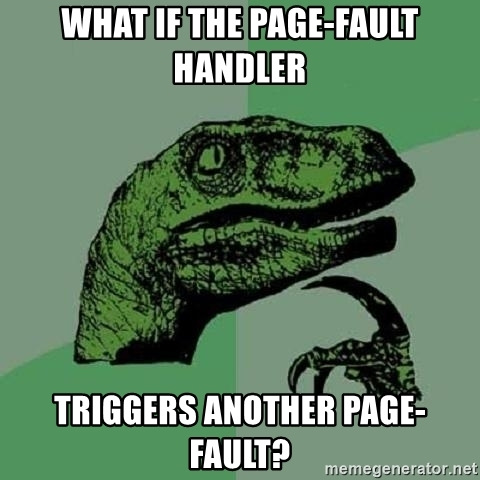 WHAT IF THE PAGE-FAULT
HANDLER
TRIGGERS ANOTHER PAGE-
FAULT?
memegenerator.net